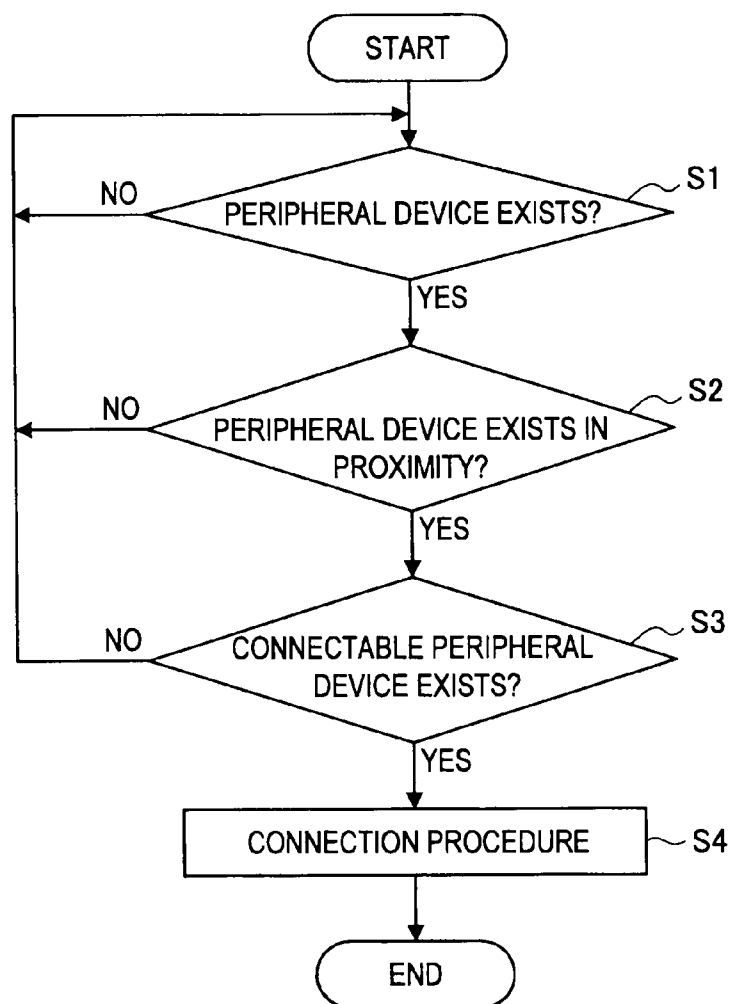 START
NO
PERIPHERAL DEVICE EXISTS?
S1
YES
NO
PERIPHERAL DEVICE EXISTS IN
PROXIMITY?
S2
YES
NO
CONNECTABLE PERIPHERAL
DEVICE EXISTS?
S3
YES
CONNECTION PROCEDURE
S4
END